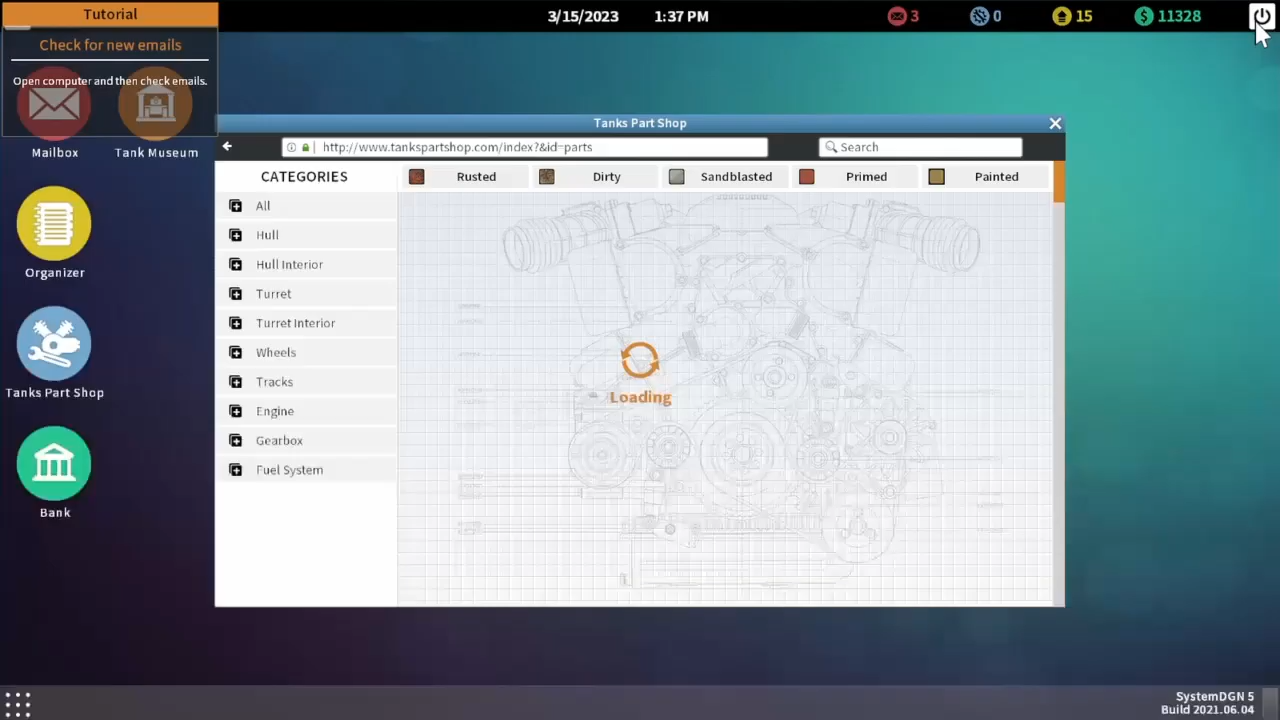 Tutorial
3/15/2023 1:37 PM 3 0 15 11328
Check for new emails
Open computer and then check emails.
Mailbox
Tank Museum
Organizer
Tanks Part Shop
Bank
Tanks Part Shop
http://www.tankspartshop.com/index?&id=parts
Search
CATEGORIES
Rusted
Dirty
Sandblasted
Primed
Painted
All
Hull
Hull Interior
Turret
Turret Interior
Wheels
Tracks
Engine
Gearbox
Fuel System
Loading
SystemDGN 5
Build 2021.06.04